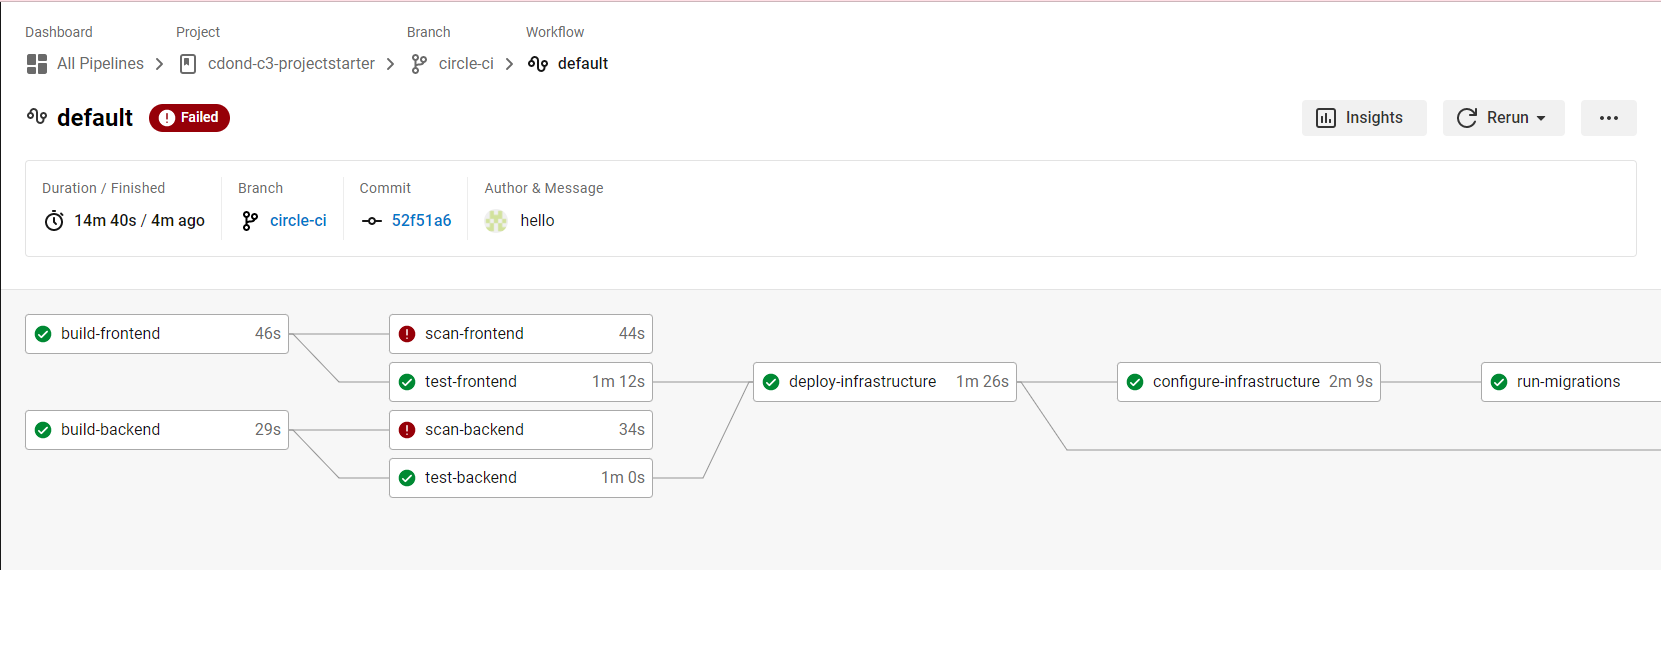 Dashboard Project Branch Workflow
All Pipelines cdond-c3-projectstarter circle-ci default
default Failed Insights Rerun
Duration / Finished Branch Commit Author & Message
14m 40s / 4m ago circle-ci 52f51a6 hello
build-frontend 46s scan-frontend 44s
test-frontend 1m 12s deploy-infrastructure 1m 26s configure-infrastructure 2m 9s run-migrations
build-backend 29s scan-backend 34s
test-backend 1m 0s